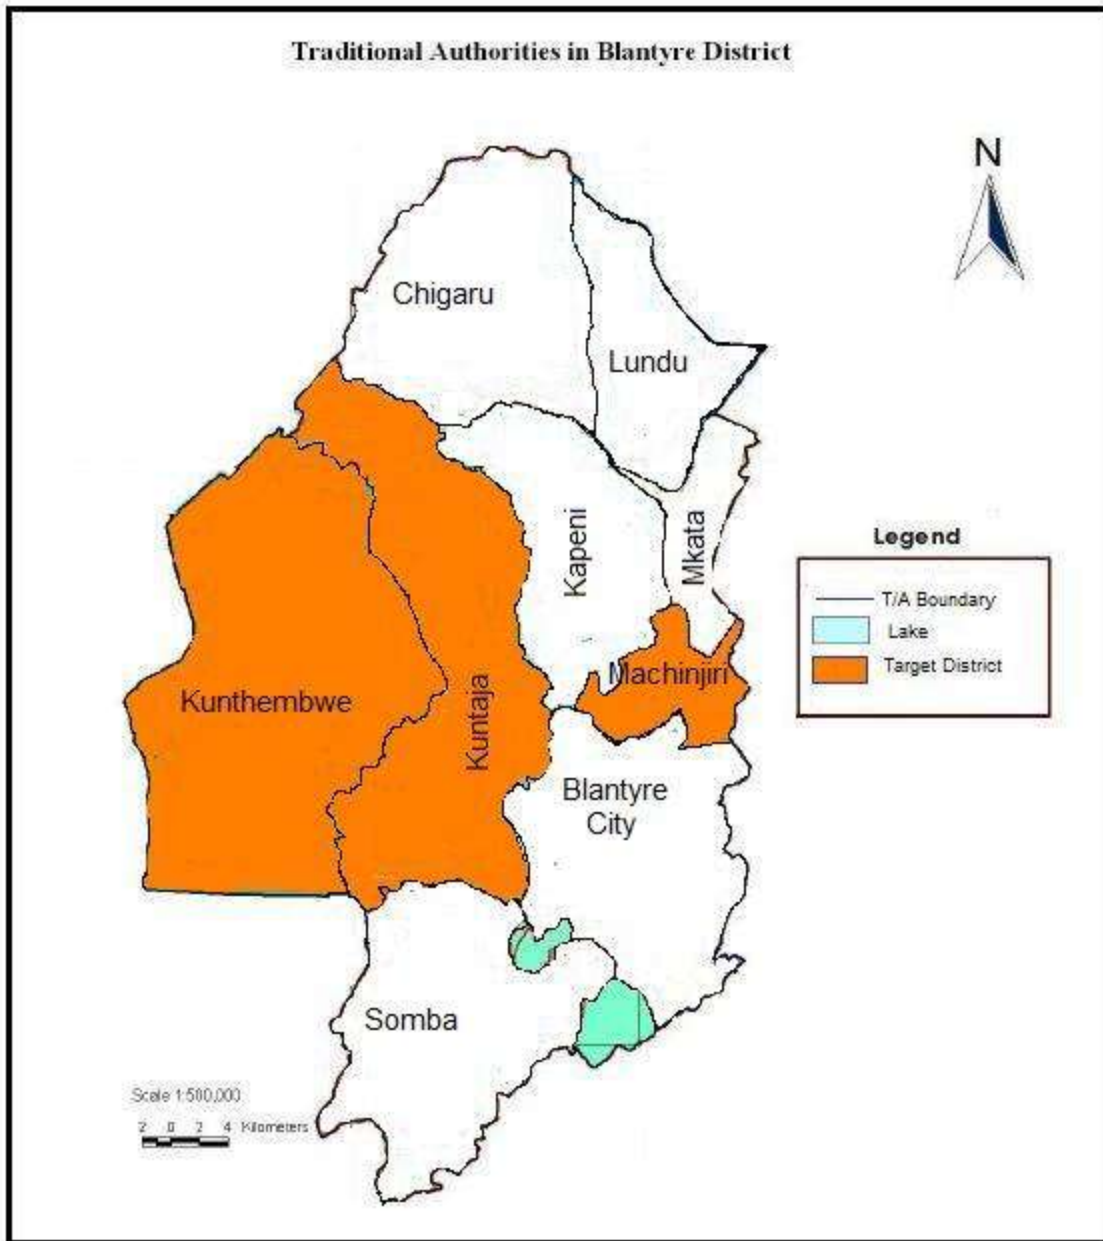 Traditional Authorities in Blantyre District
N
Chigaru
Lundu
Kapeni
Mkata
Legend
T/A Boundary
Lake
Target District
Machinjiri
Kunthembwe
Kuntaja
Blantyre
City
Somba
Scale 1:500,000
2 0 2 4 Kilometers